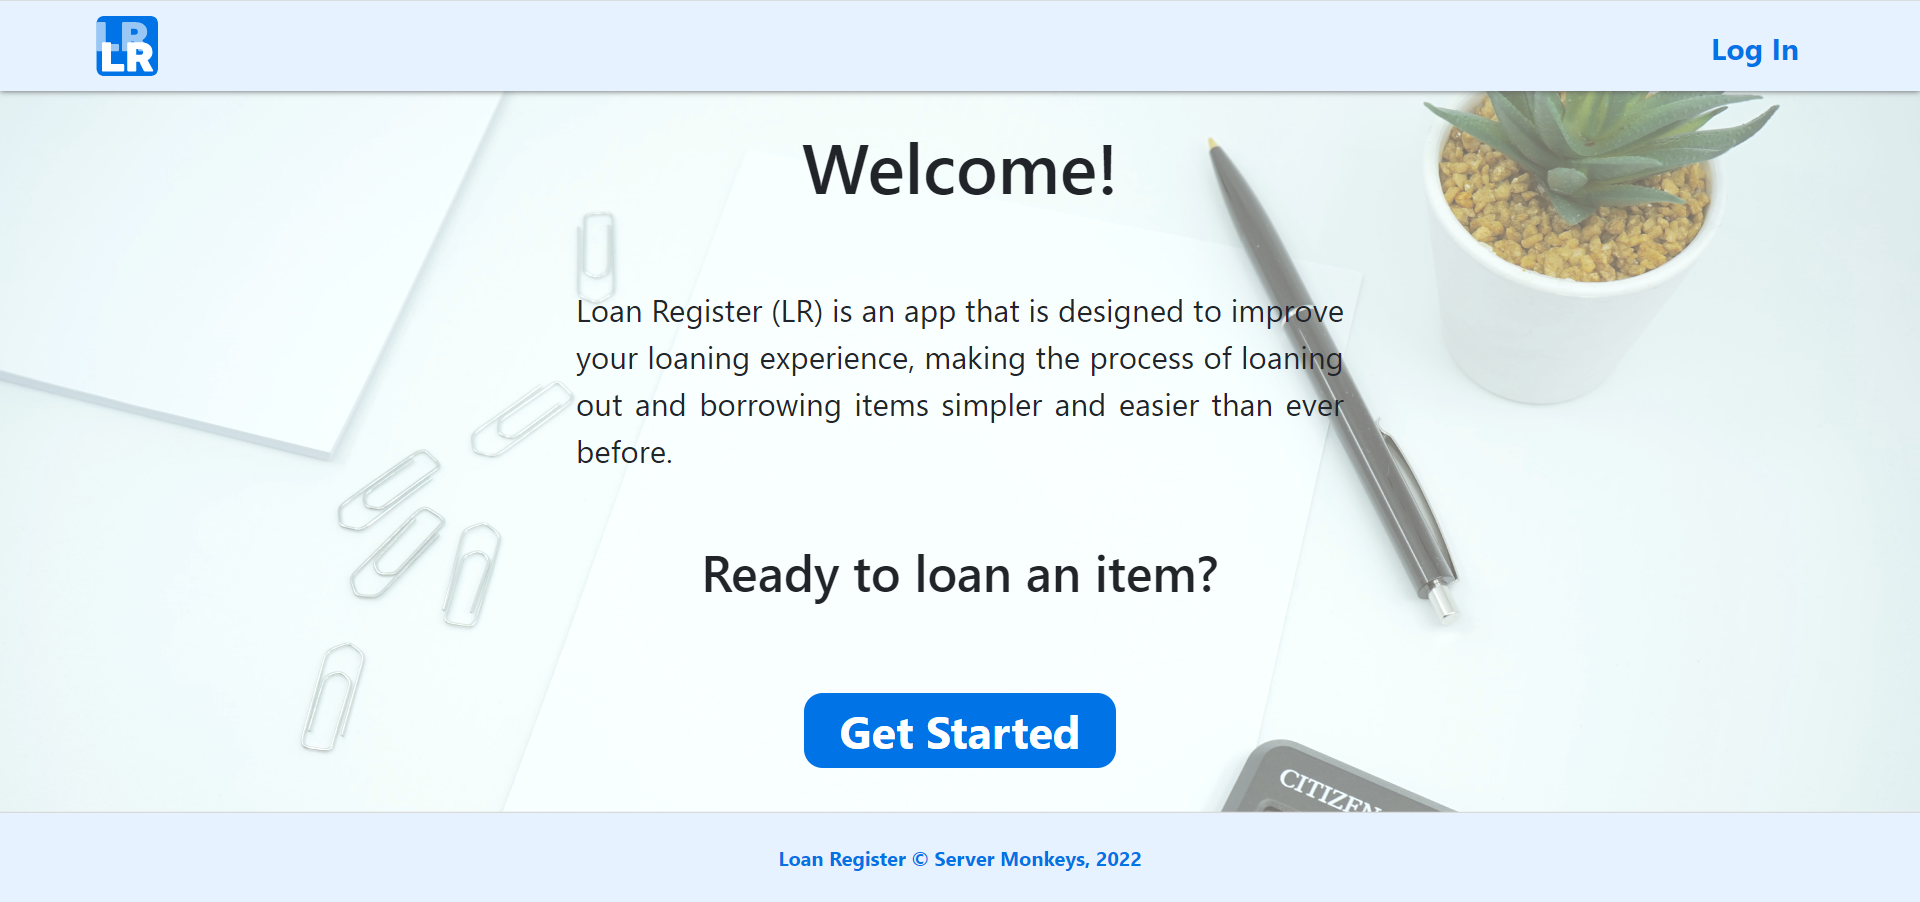 LR
LR
Log In
Welcome!
Loan Register (LR) is an app that is designed to improve
your loaning experience, making the process of loaning
out and borrowing items simpler and easier than ever
before.
Ready to loan an item?
Get Started
CITIZEN
Loan Register © Server Monkeys, 2022